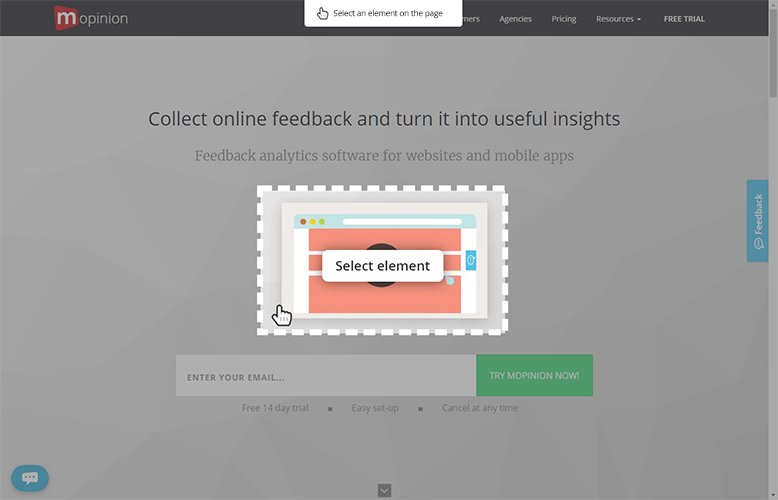 mopinion
Select an element on the page
Agencies
Pricing
Resources
FREE TRIAL
Collect online feedback and turn it into useful insights
Feedback analytics software for websites and mobile apps
Feedback
Select element
ENTER YOUR EMAIL...
TRY MOPINION NOW!
Free 14 day trial ■ Easy set-up ■ Cancel at any time